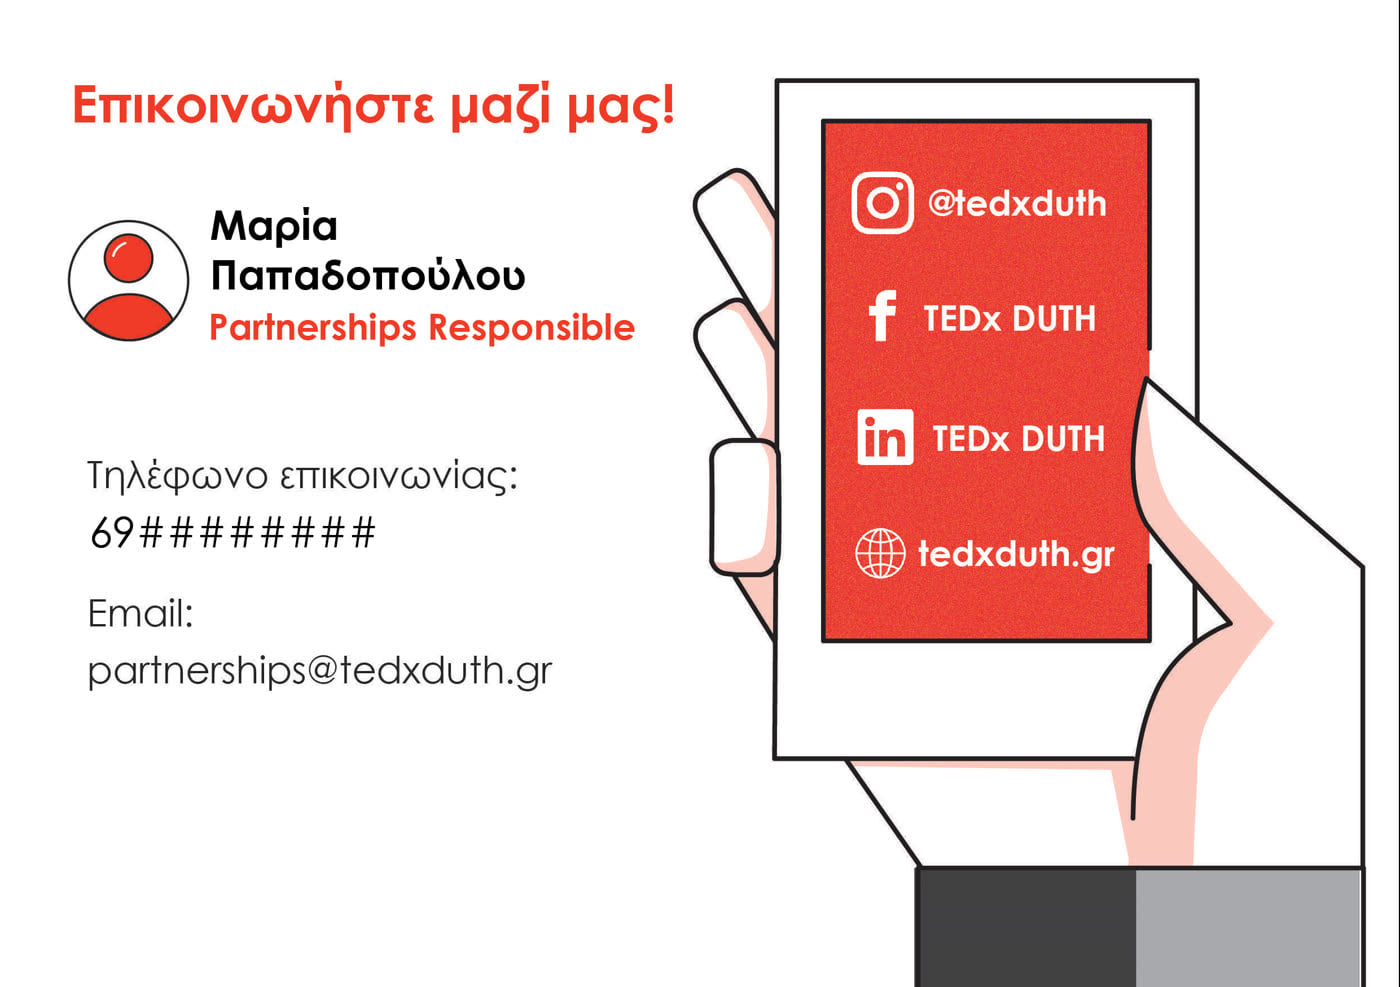 Επικοινωνήστε μαζί μας!
Μαρία
Παπαδοπούλου
Partnerships Responsible
Τηλέφωνο επικοινωνίας:
69########
Email:
partnerships@tedxduth.gr
@tedxduth
f TEDx DUTH
in TEDx DUTH
tedxduth.gr